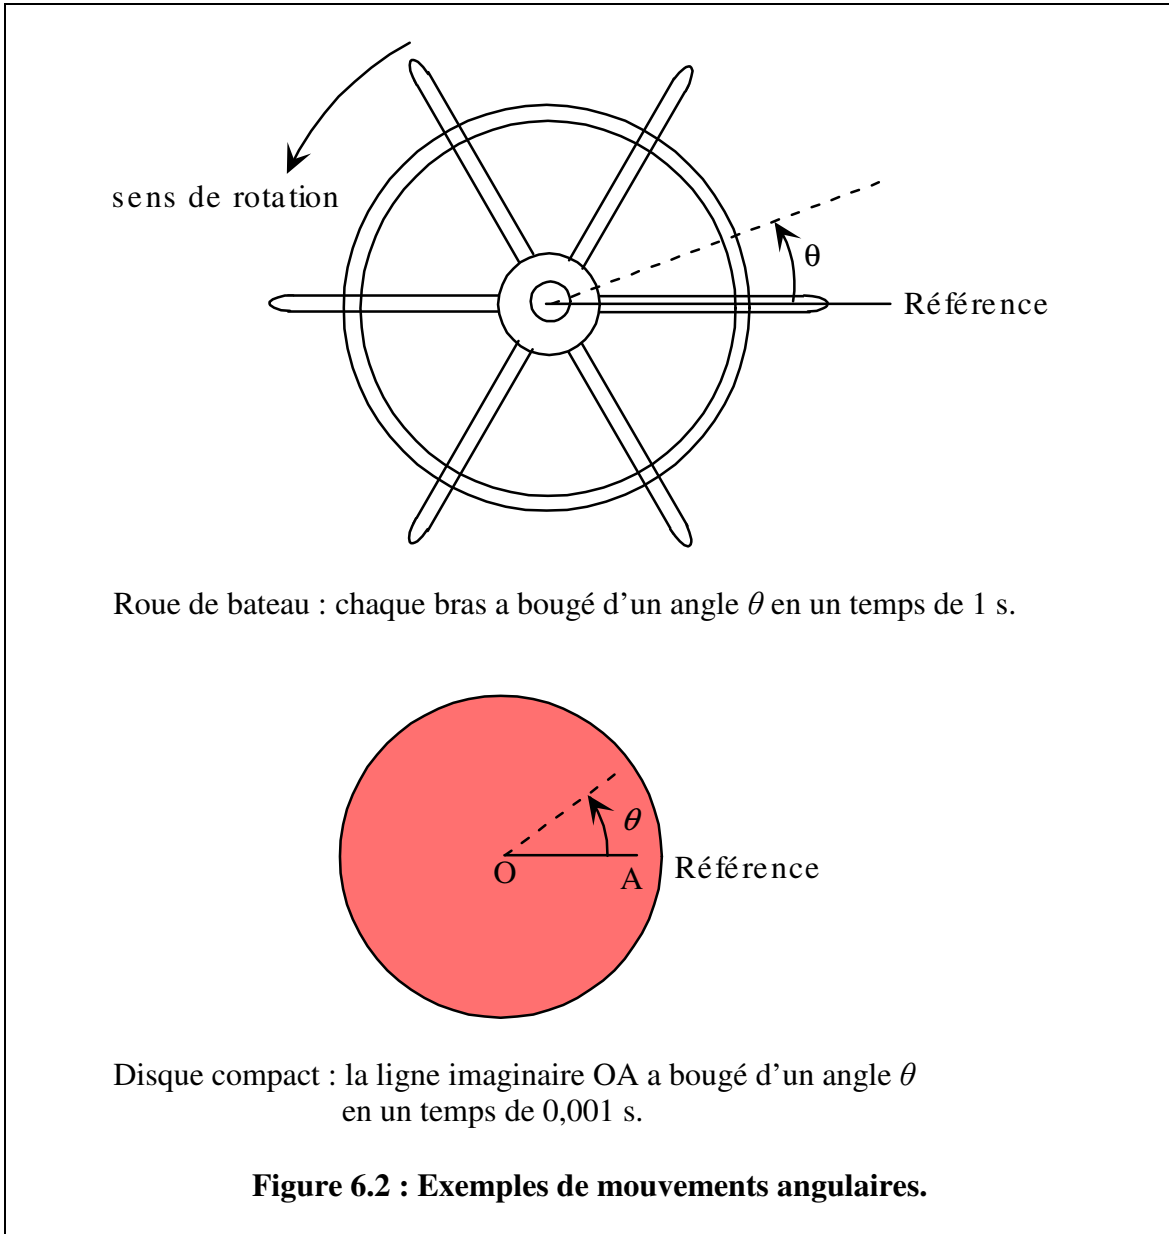 sens de rotation
θ
Référence
Roue de bateau : chaque bras a bougé d’un angle θ en un temps de 1 s.
θ
O
A
Référence
Disque compact : la ligne imaginaire OA a bougé d’un angle θ
en un temps de 0,001 s.
Figure 6.2 : Exemples de mouvements angulaires.